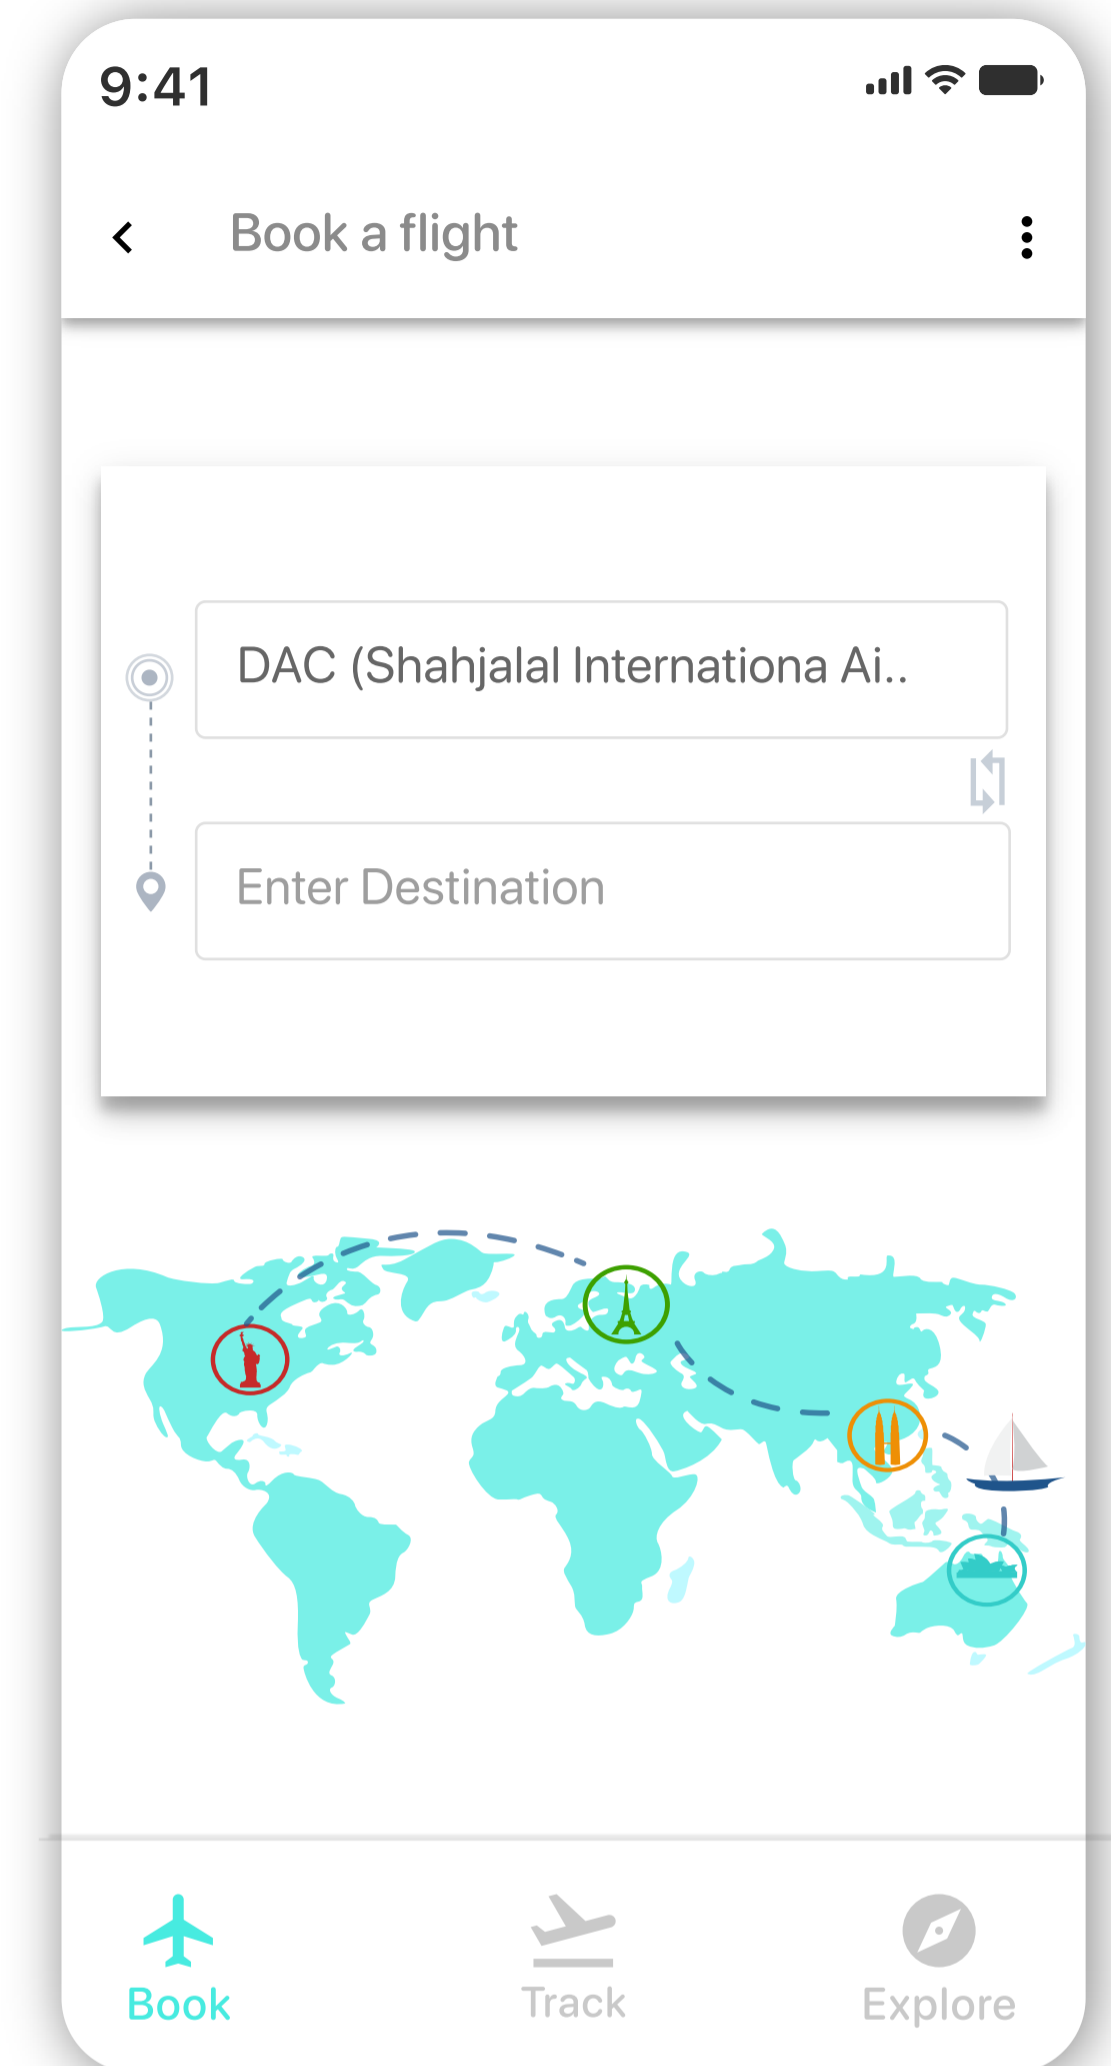 9:41
Book a flight
DAC (Shahjalal Internationa Ai..
Enter Destination
Book
Track
Explore